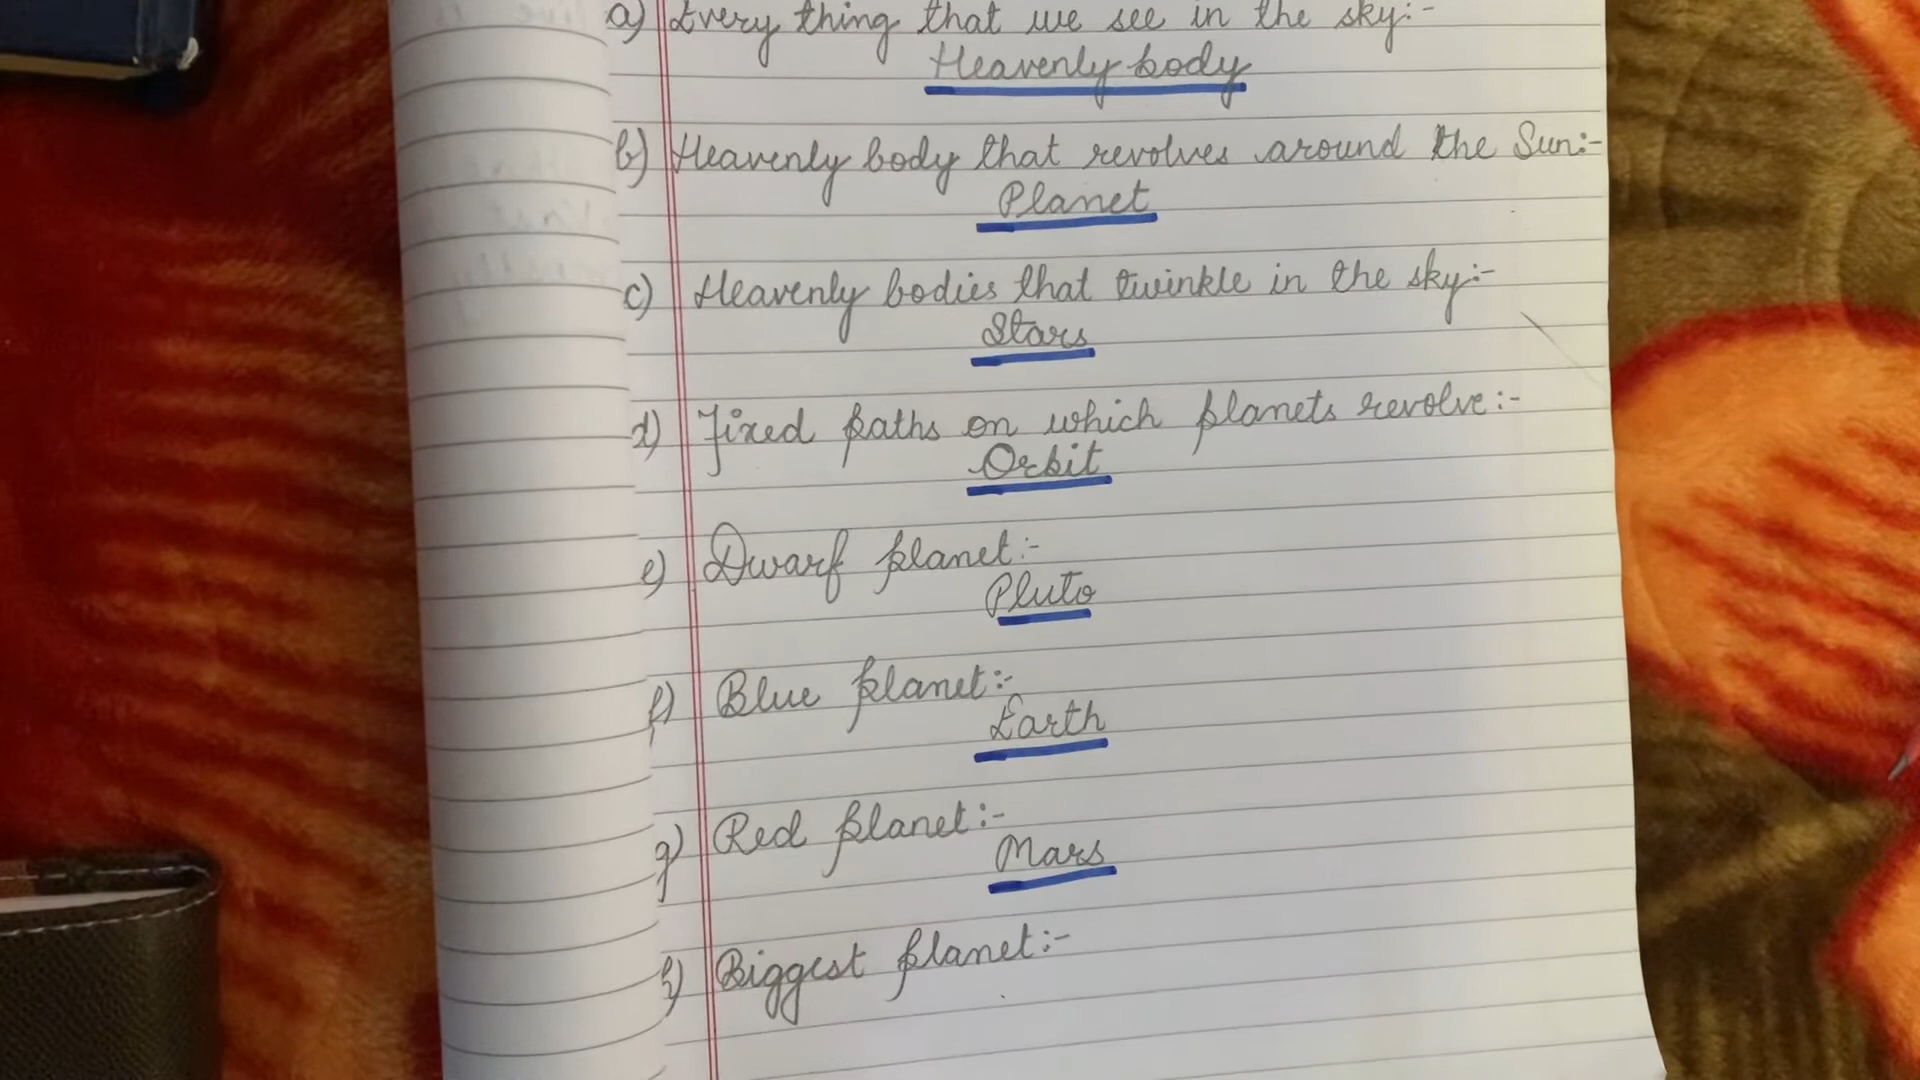 a) Every thing that we see in the sky:-
Heavenly body
b) Heavenly body that revolves around the Sun:-
Planet
c) Heavenly bodies that twinkle in the sky:-
Stars
d) Fixed paths on which planets revolve:-
Orbit
e) Dwarf planet:-
Pluto
f) Blue planet:-
Earth
g) Red planet:-
Mars
h) Biggest planet:-